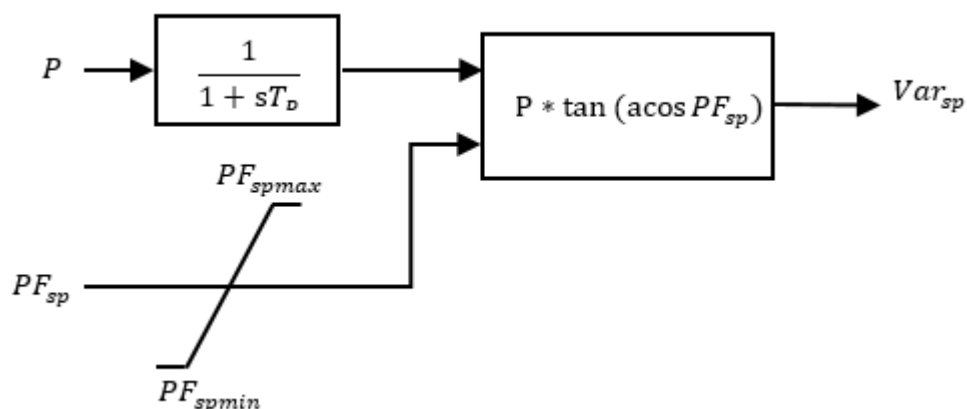 P
1
1 + sT_D
P * tan (acos PF_sp)
Var_sp
PF_spmax
PF_sp
PF_spmin